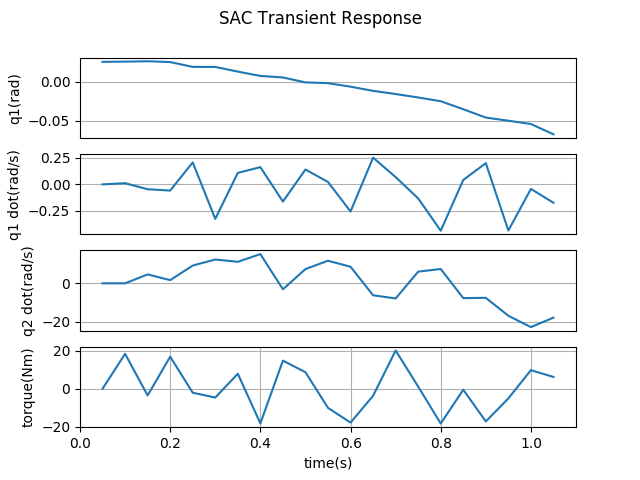 SAC Transient Response
q1(rad)
0.00
−0.05
q1 dot(rad/s)
0.25
0.00
−0.25
q2 dot(rad/s)
0
−20
torque(Nm)
20
0
−20
0.0 0.2 0.4 0.6 0.8 1.0
time(s)